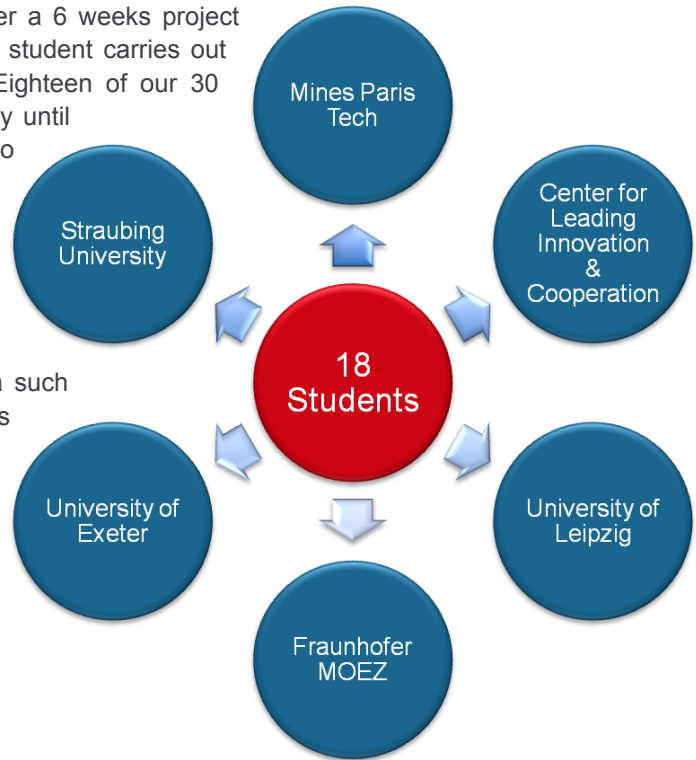 er a 6 weeks project
student carries out
Eighteen of our 30
y until
o
a such
s
Mines Paris
Tech
Center for
Leading
Innovation
&
Cooperation
University of
Leipzig
Fraunhofer
MOEZ
University of
Exeter
Straubing
University
18
Students